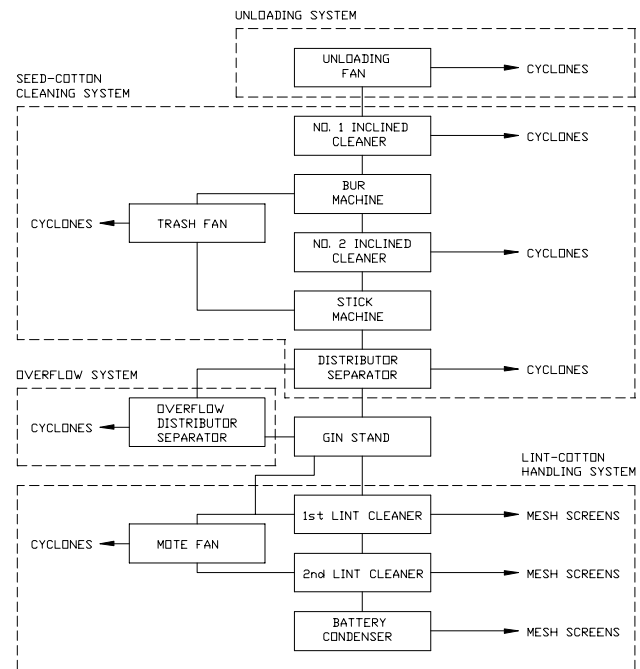 UNLOADING SYSTEM
UNLOADING
FAN
CYCLONES
SEED-COTTON
CLEANING SYSTEM
NO. 1 INCLINED
CLEANER
CYCLONES
BUR
MACHINE
CYCLONES
TRASH FAN
NO. 2 INCLINED
CLEANER
CYCLONES
STICK
MACHINE
DISTRIBUTOR
SEPARATOR
CYCLONES
OVERFLOW SYSTEM
CYCLONES
OVERFLOW
DISTRIBUTOR
SEPARATOR
GIN STAND
LINT-COTTON
HANDLING SYSTEM
1st LINT CLEANER
MESH SCREENS
CYCLONES
MOTE FAN
2nd LINT CLEANER
MESH SCREENS
BATTERY
CONDENSER
MESH SCREENS